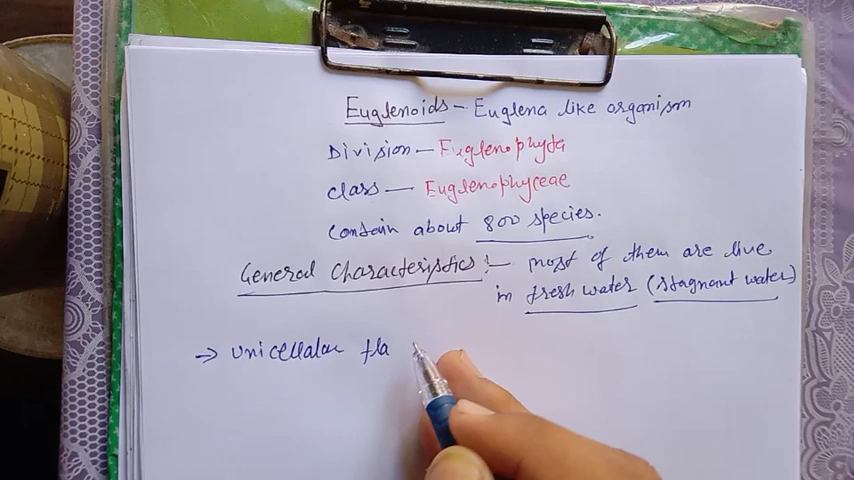 Euglenoids – Euglena like organism
Division – Euglenophyta
class — Euglenophyceae
Contain about 800 species.
General Characteristics :– most of them are live
in fresh water (stagnant water)
→ unicellular fla